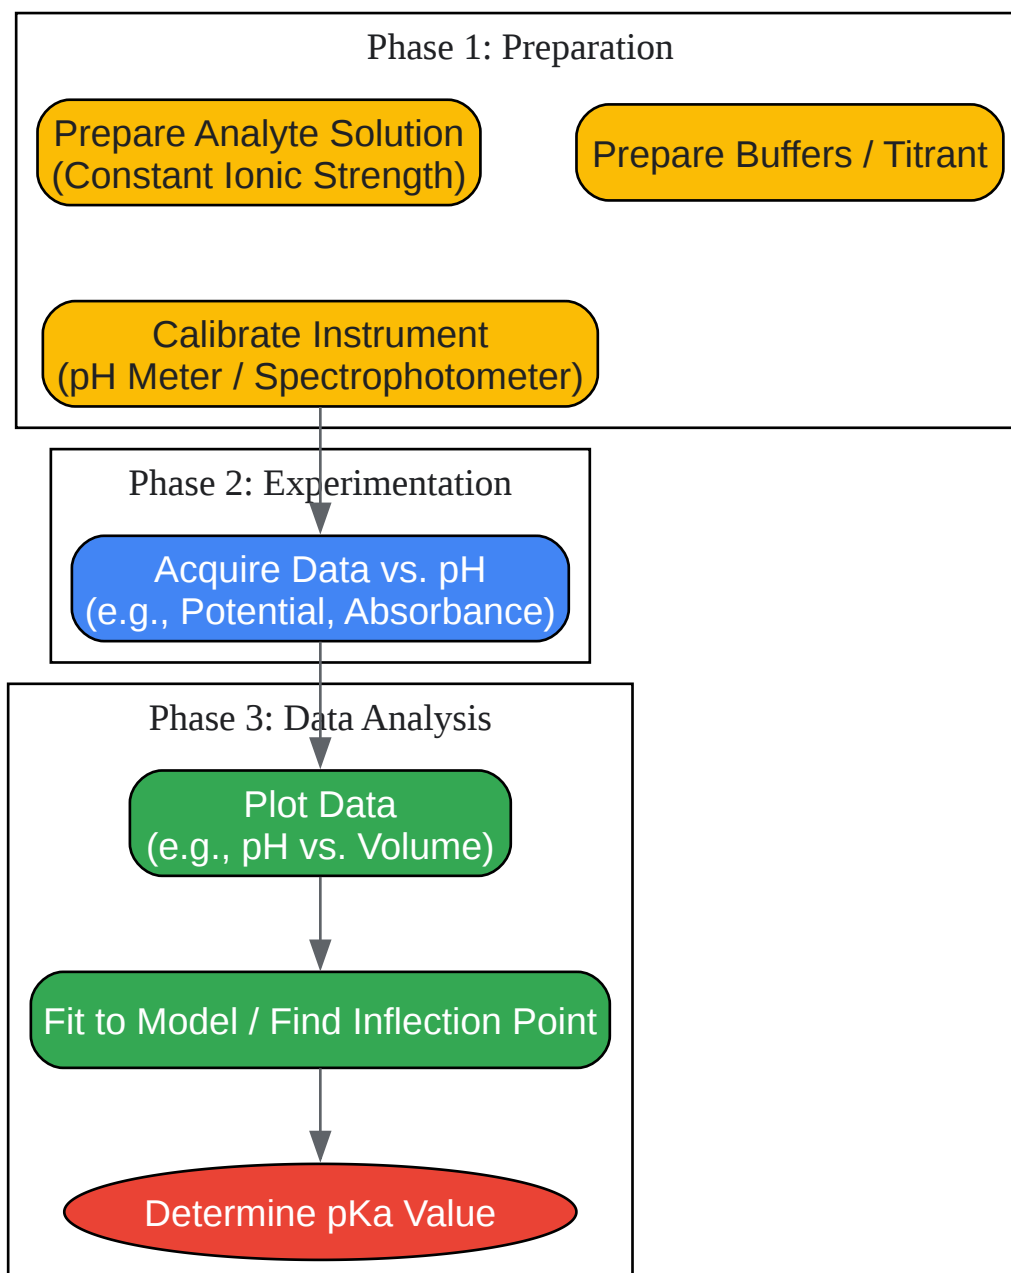 Phase 1: Preparation
Prepare Analyte Solution
(Constant Ionic Strength)
Prepare Buffers / Titrant
Calibrate Instrument
(pH Meter / Spectrophotometer)
Phase 2: Experimentation
Acquire Data vs. pH
(e.g., Potential, Absorbance)
Phase 3: Data Analysis
Plot Data
(e.g., pH vs. Volume)
Fit to Model / Find Inflection Point
Determine pKa Value